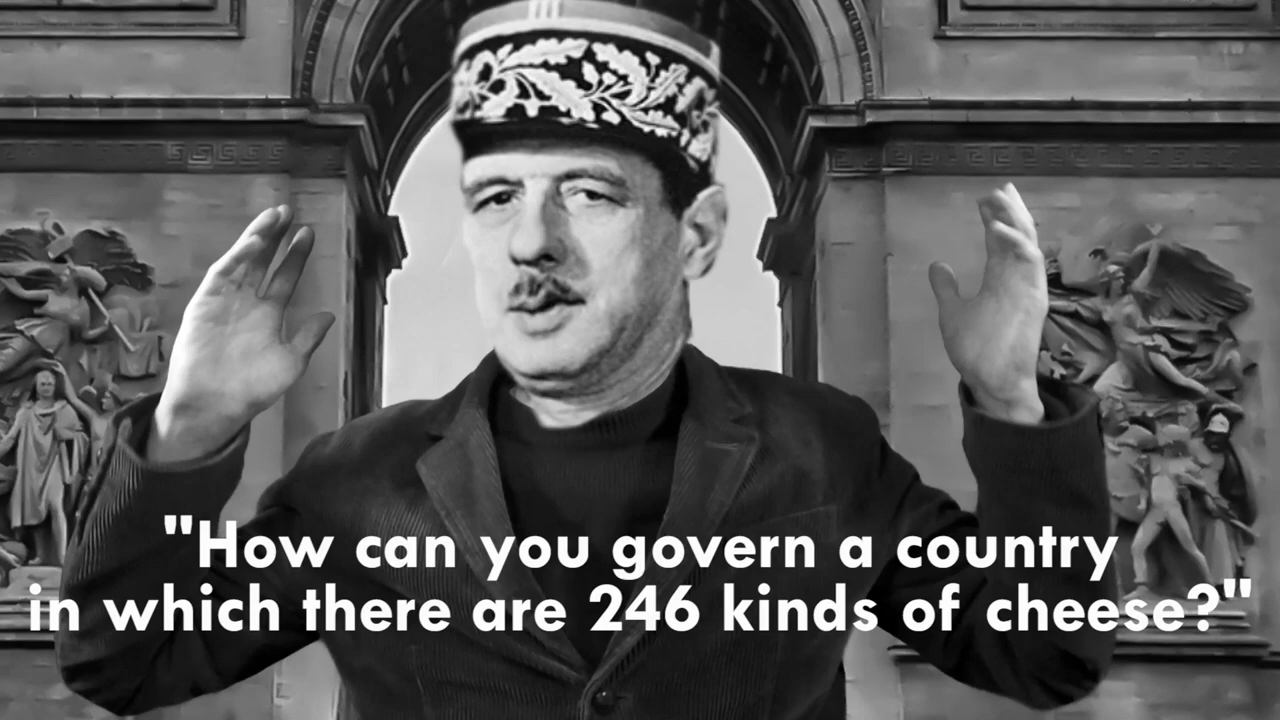 "How can you govern a country
in which there are 246 kinds of cheese?"